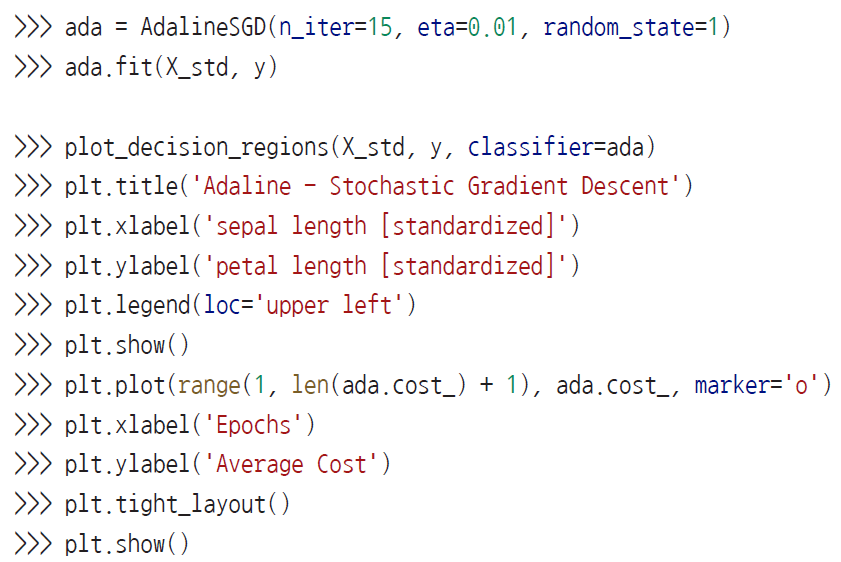 >>> ada = AdalineSGD(n_iter=15, eta=0.01, random_state=1)
>>> ada.fit(X_std, y)
>>> plot_decision_regions(X_std, y, classifier=ada)
>>> plt.title('Adaline - Stochastic Gradient Descent')
>>> plt.xlabel('sepal length [standardized]')
>>> plt.ylabel('petal length [standardized]')
>>> plt.legend(loc='upper left')
>>> plt.show()
>>> plt.plot(range(1, len(ada.cost_) + 1), ada.cost_, marker='o')
>>> plt.xlabel('Epochs')
>>> plt.ylabel('Average Cost')
>>> plt.tight_layout()
>>> plt.show()